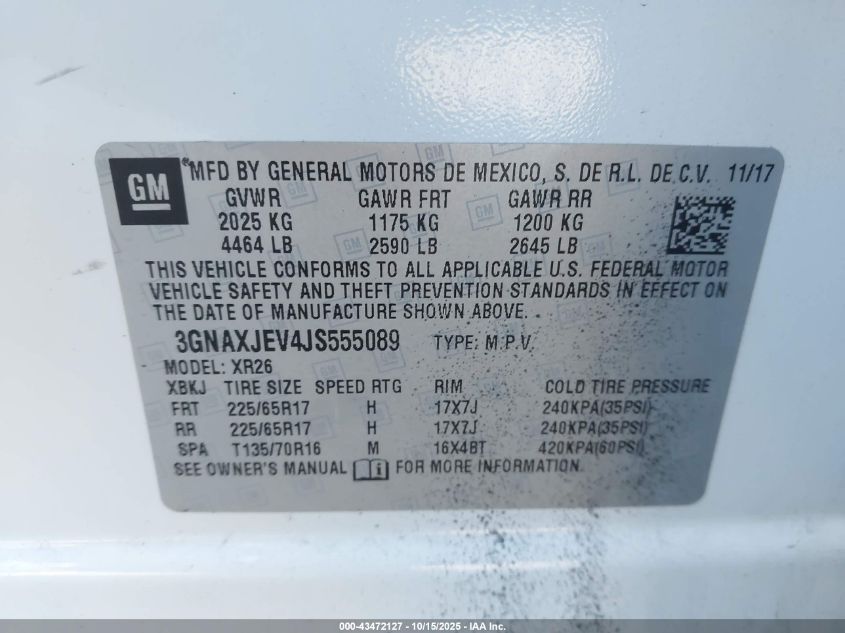 GM
®MFD BY GENERAL MOTORS DE MEXICO, S. DE R.L. DE C.V. 11/17
GVWR GAWR FRT GAWR RR
2025 KG 1175 KG 1200 KG
4464 LB 2590 LB 2645 LB
THIS VEHICLE CONFORMS TO ALL APPLICABLE U.S. FEDERAL MOTOR
VEHICLE SAFETY AND THEFT PREVENTION STANDARDS IN EFFECT ON
THE DATE OF MANUFACTURE SHOWN ABOVE.
3GNAXJEV4JS555089 TYPE: M.P.V.
MODEL: XR26
XBKJ TIRE SIZE SPEED RTG RIM COLD TIRE PRESSURE
FRT 225/65R17 H 17X7J 240KPA(35PSI)
RR 225/65R17 H 17X7J 240KPA(35PSI)
SPA T135/70R16 M 16X4BT 420KPA(60PSI)
SEE OWNER'S MANUAL FOR MORE INFORMATION.
000-43472127 - 10/15/2025 - IAA Inc.